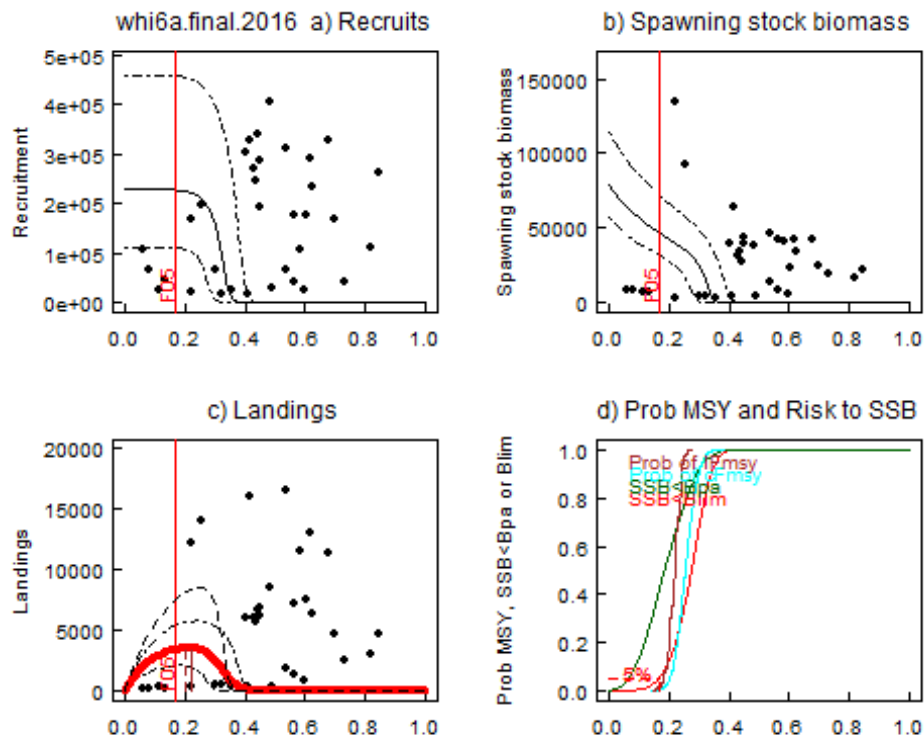 whi6a.final.2016 a) Recruits
Recruitment
5e+05
4e+05
3e+05
2e+05
1e+05
0e+00
F05
0.0 0.2 0.4 0.6 0.8 1.0
b) Spawning stock biomass
Spawning stock biomass
150000
100000
50000
0
F05
0.0 0.2 0.4 0.6 0.8 1.0
c) Landings
Landings
20000
15000
10000
5000
0
F05
0.0 0.2 0.4 0.6 0.8 1.0
d) Prob MSY and Risk to SSB
Prob MSY, SSB<Bpa or Blim
1.0
0.8
0.6
0.4
0.2
0.0
Prob of lFmsy
Prob of cFmsy
SSB<Bpa
SSB<Blim
5%
0.0 0.2 0.4 0.6 0.8 1.0